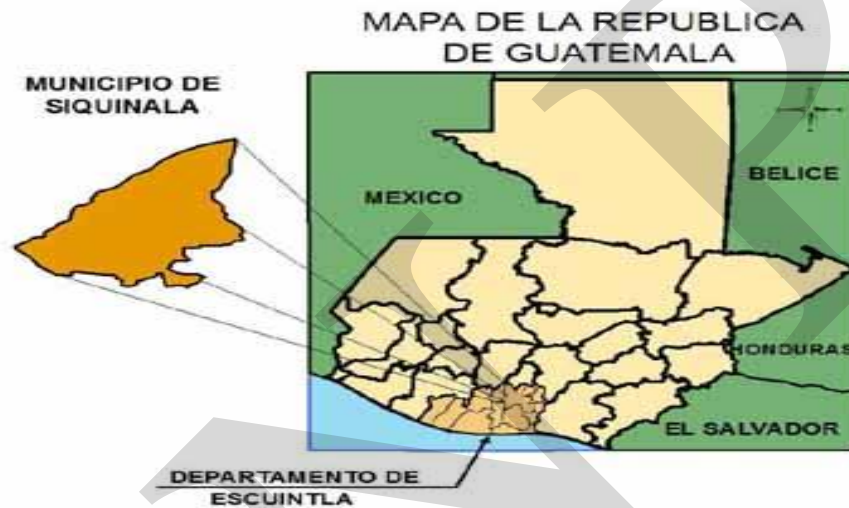 MAPA DE LA REPUBLICA
DE GUATEMALA
MUNICIPIO DE
SIQUINALA
MEXICO
BELICE
HONDURAS
EL SALVADOR
DEPARTAMENTO DE
ESCUINTLA